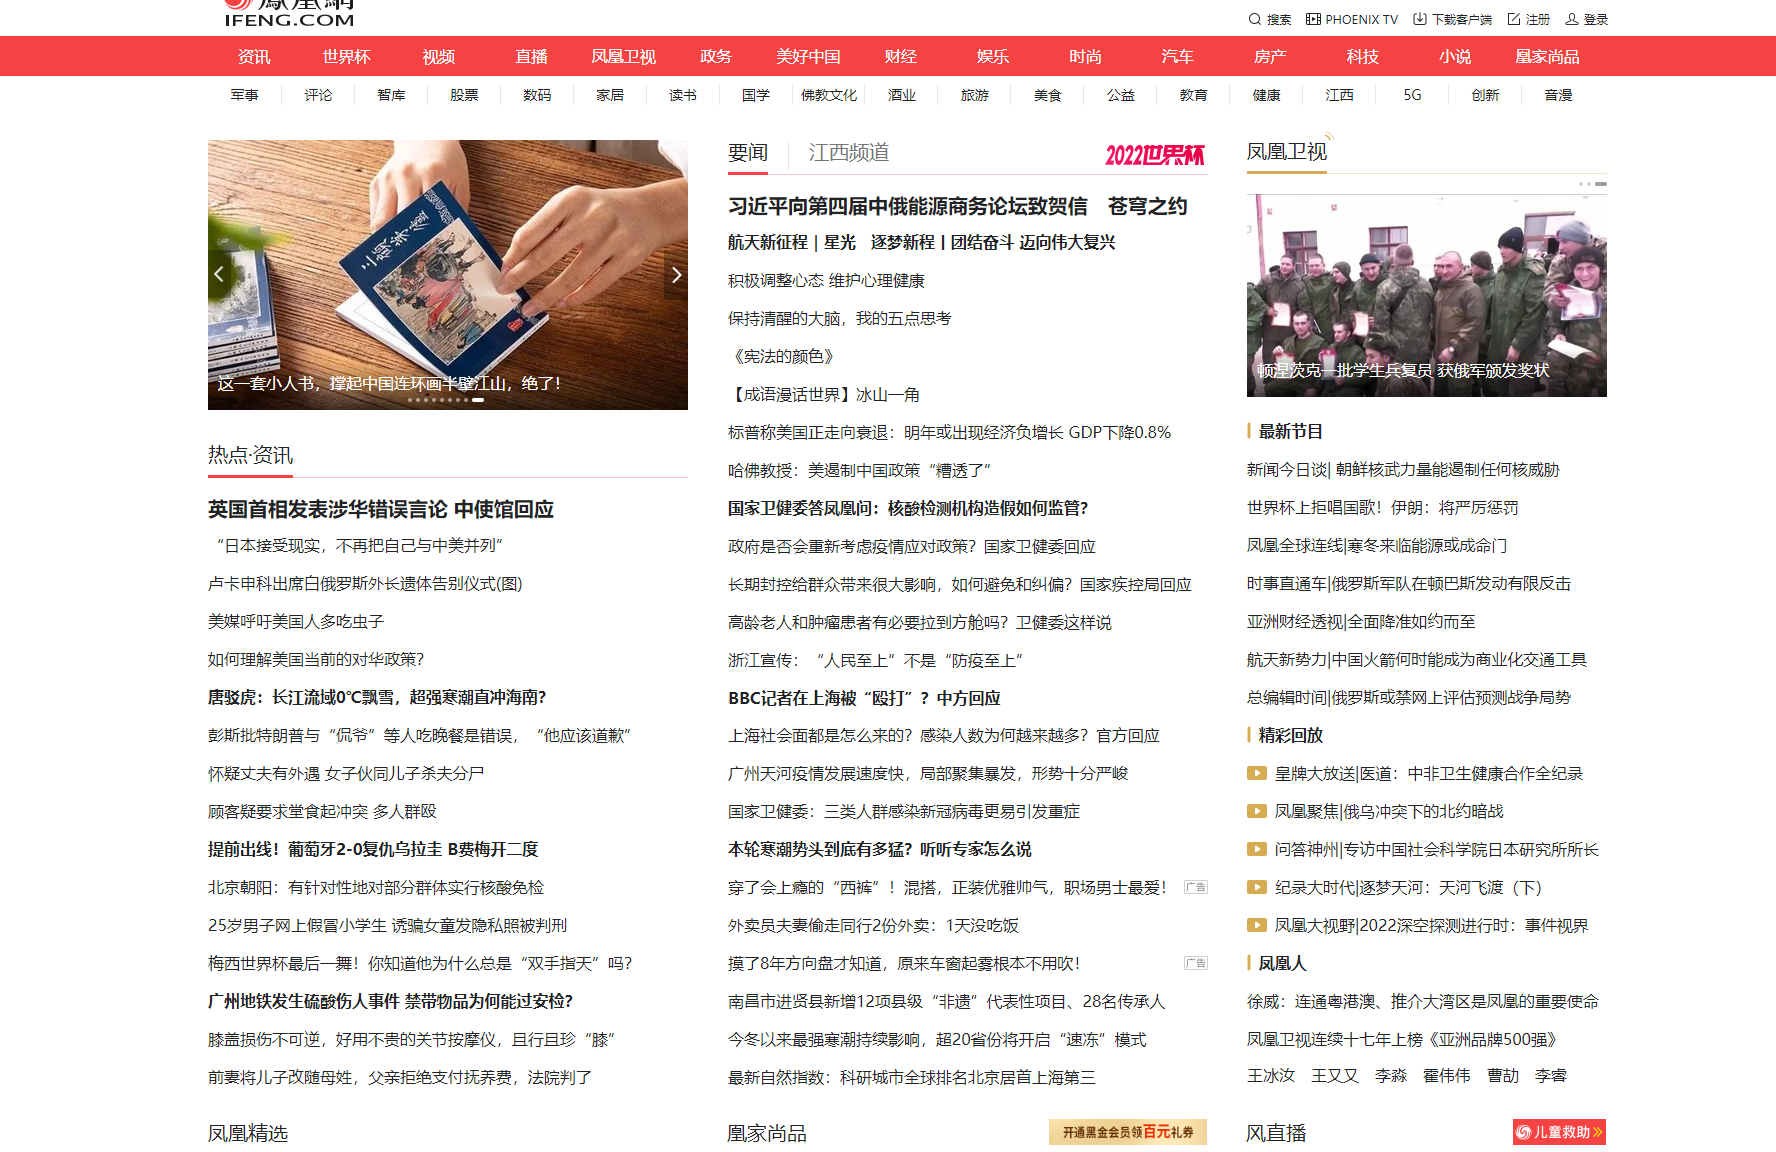 鳳凰網
IFENG.COM
搜索 PHOENIX TV 下载客户端 注册 登录
资讯 世界杯 视频 直播 凤凰卫视 政务 美好中国 财经 娱乐 时尚 汽车 房产 科技 小说 凰家尚品
军事 评论 智库 股票 数码 家居 读书 国学 佛教文化 酒业 旅游 美食 公益 教育 健康 江西 5G 创新 音漫
三毅演儀
这一套小人书，撑起中国连环画半壁江山，绝了！
热点·资讯
英国首相发表涉华错误言论 中使馆回应
“日本接受现实，不再把自己与中美并列”
卢卡申科出席白俄罗斯外长遗体告别仪式(图)
美媒呼吁美国人多吃虫子
如何理解美国当前的对华政策？
唐驳虎：长江流域0℃飘雪，超强寒潮直冲海南？
彭斯批特朗普与“侃爷”等人吃晚餐是错误，“他应该道歉”
怀疑丈夫有外遇 女子伙同儿子杀夫分尸
顾客疑要求堂食起冲突 多人群殴
提前出线！葡萄牙2-0复仇乌拉圭 B费梅开二度
北京朝阳：有针对性地对部分群体实行核酸免检
25岁男子网上假冒小学生 诱骗女童发隐私照被判刑
梅西世界杯最后一舞！你知道他为什么总是“双手指天”吗？
广州地铁发生硫酸伤人事件 禁带物品为何能过安检？
膝盖损伤不可逆，好用不贵的关节按摩仪，且行且珍“膝”
前妻将儿子改随母姓，父亲拒绝支付抚养费，法院判了
凤凰精选
要闻 江西频道 2022世界杯
习近平向第四届中俄能源商务论坛致贺信 苍穹之约
航天新征程｜星光 逐梦新程丨团结奋斗 迈向伟大复兴
积极调整心态 维护心理健康
保持清醒的大脑，我的五点思考
《宪法的颜色》
【成语漫话世界】冰山一角
标普称美国正走向衰退：明年或出现经济负增长 GDP下降0.8%
哈佛教授：美遏制中国政策“糟透了”
国家卫健委答凤凰问：核酸检测机构造假如何监管？
政府是否会重新考虑疫情应对政策？国家卫健委回应
长期封控给群众带来很大影响，如何避免和纠偏？国家疾控局回应
高龄老人和肿瘤患者有必要拉到方舱吗？卫健委这样说
浙江宣传：“人民至上”不是“防疫至上”
BBC记者在上海被“殴打”？中方回应
上海社会面都是怎么来的？感染人数为何越来越多？官方回应
广州天河疫情发展速度快，局部聚集暴发，形势十分严峻
国家卫健委：三类人群感染新冠病毒更易引发重症
本轮寒潮势头到底有多猛？听听专家怎么说
穿了会上瘾的“西裤”！混搭，正装优雅帅气，职场男士最爱！ 广告
外卖员夫妻偷走同行2份外卖：1天没吃饭
摸了8年方向盘才知道，原来车窗起雾根本不用吹！ 广告
南昌市进贤县新增12项县级“非遗”代表性项目、28名传承人
今冬以来最强寒潮持续影响，超20省份将开启“速冻”模式
最新自然指数：科研城市全球排名北京居首上海第三
凰家尚品 开通黑金会员领百元礼券
凤凰卫视
顿涅茨克一批学生兵复员 获俄军颁发奖状
最新节目
新闻今日谈| 朝鲜核武力量能遏制任何核威胁
世界杯上拒唱国歌！伊朗：将严厉惩罚
凤凰全球连线|寒冬来临能源或成命门
时事直通车|俄罗斯军队在顿巴斯发动有限反击
亚洲财经透视|全面降准如约而至
航天新势力|中国火箭何时能成为商业化交通工具
总编辑时间|俄罗斯或禁网上评估预测战争局势
精彩回放
皇牌大放送|医道：中非卫生健康合作全纪录
凤凰聚焦|俄乌冲突下的北约暗战
问答神州|专访中国社会科学院日本研究所所长
纪录大时代|逐梦天河：天河飞渡（下）
凤凰大视野|2022深空探测进行时：事件视界
凤凰人
徐威：连通粤港澳、推介大湾区是凤凰的重要使命
凤凰卫视连续十七年上榜《亚洲品牌500强》
王冰汝 王又又 李淼 霍伟伟 曹劼 李睿
风直播 儿童救助